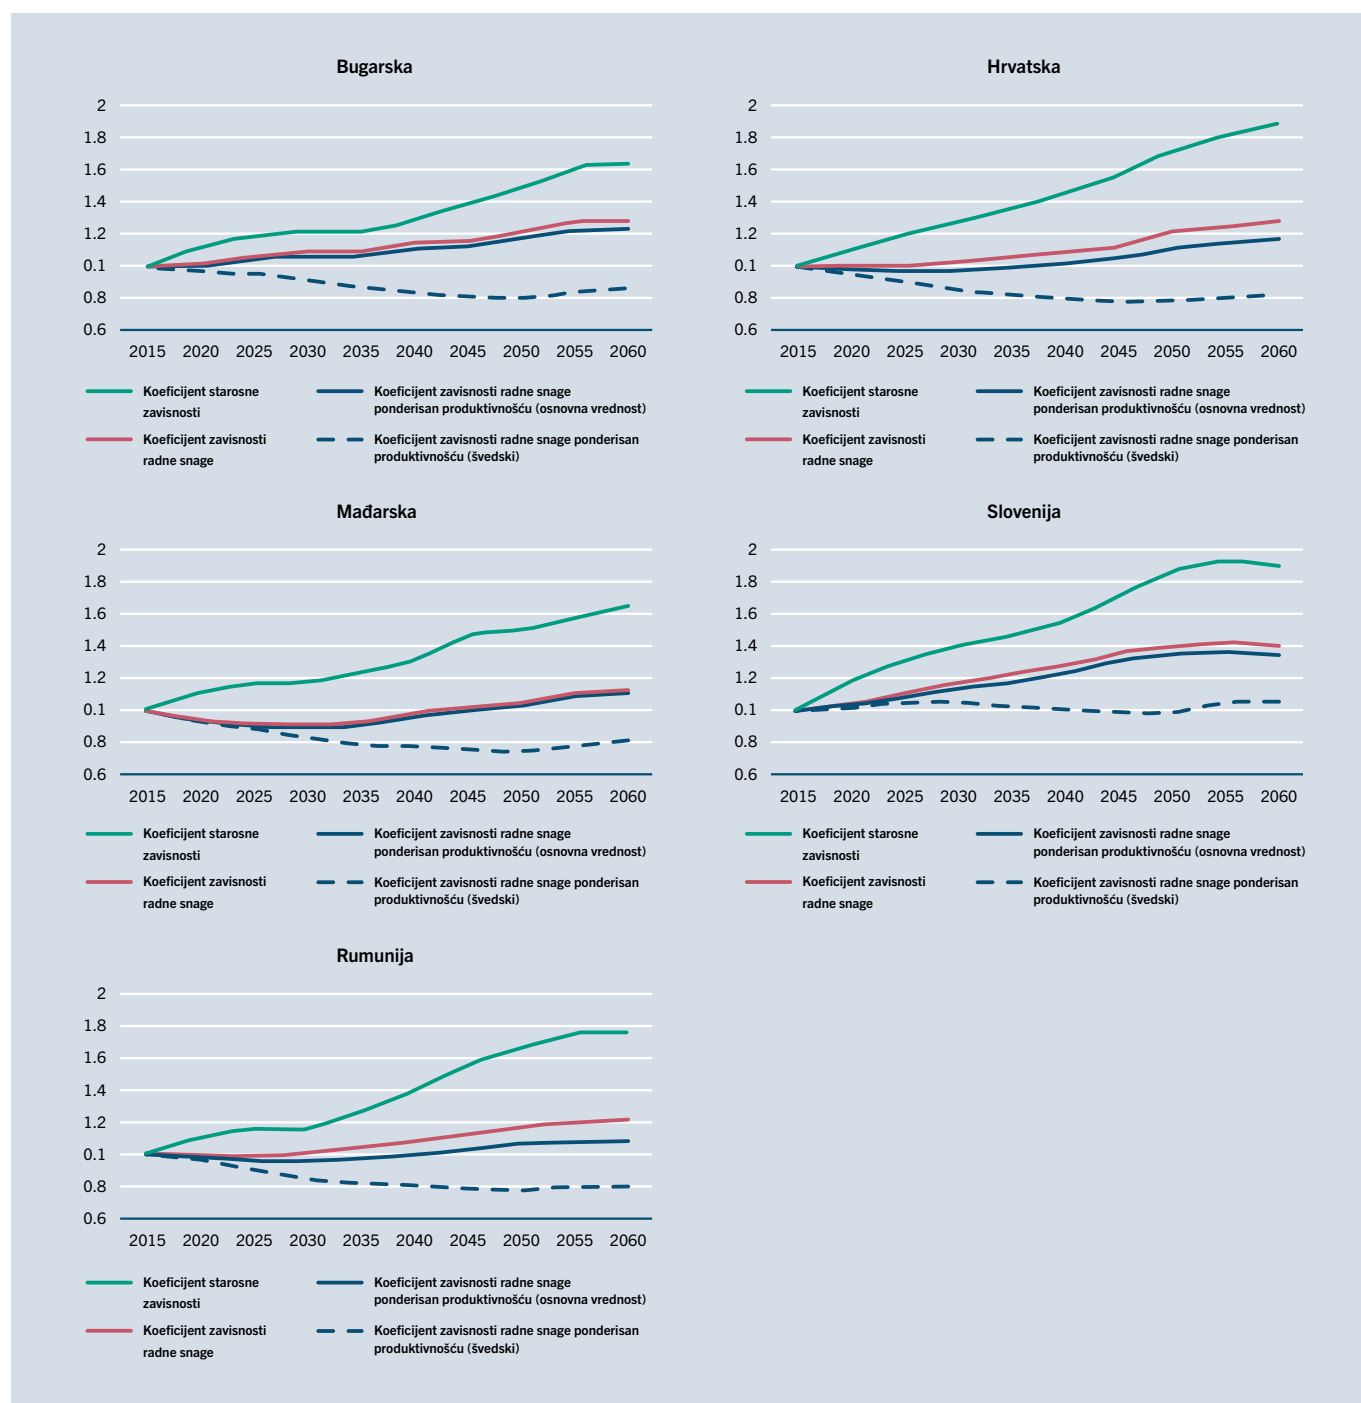 Bugarska
2
1.8
1.6
1.4
1.2
0.1
0.8
0.6
2015 2020 2025 2030 2035 2040 2045 2050 2055 2060
Koeficijent starosne
zavisnosti
Koeficijent zavisnosti
radne snage
Koeficijent zavisnosti radne snage
ponderisan produktivnošću (osnovna vrednost)
Koeficijent zavisnosti radne snage ponderisan
produktivnošću (švedski)
Hrvatska
2
1.8
1.6
1.4
1.2
0.1
0.8
0.6
2015 2020 2025 2030 2035 2040 2045 2050 2055 2060
Koeficijent starosne
zavisnosti
Koeficijent zavisnosti
radne snage
Koeficijent zavisnosti radne snage
ponderisan produktivnošću (osnovna vrednost)
Koeficijent zavisnosti radne snage ponderisan
produktivnošću (švedski)
Mađarska
2
1.8
1.6
1.4
1.2
0.1
0.8
0.6
2015 2020 2025 2030 2035 2040 2045 2050 2055 2060
Koeficijent starosne
zavisnosti
Koeficijent zavisnosti
radne snage
Koeficijent zavisnosti radne snage
ponderisan produktivnošću (osnovna vrednost)
Koeficijent zavisnosti radne snage ponderisan
produktivnošću (švedski)
Slovenija
2
1.8
1.6
1.4
1.2
0.1
0.8
0.6
2015 2020 2025 2030 2035 2040 2045 2050 2055 2060
Koeficijent starosne
zavisnosti
Koeficijent zavisnosti
radne snage
Koeficijent zavisnosti radne snage
ponderisan produktivnošću (osnovna vrednost)
Koeficijent zavisnosti radne snage ponderisan
produktivnošću (švedski)
Rumunija
2
1.8
1.6
1.4
1.2
0.1
0.8
0.6
2015 2020 2025 2030 2035 2040 2045 2050 2055 2060
Koeficijent starosne
zavisnosti
Koeficijent zavisnosti
radne snage
Koeficijent zavisnosti radne snage
ponderisan produktivnošću (osnovna vrednost)
Koeficijent zavisnosti radne snage ponderisan
produktivnošću (švedski)